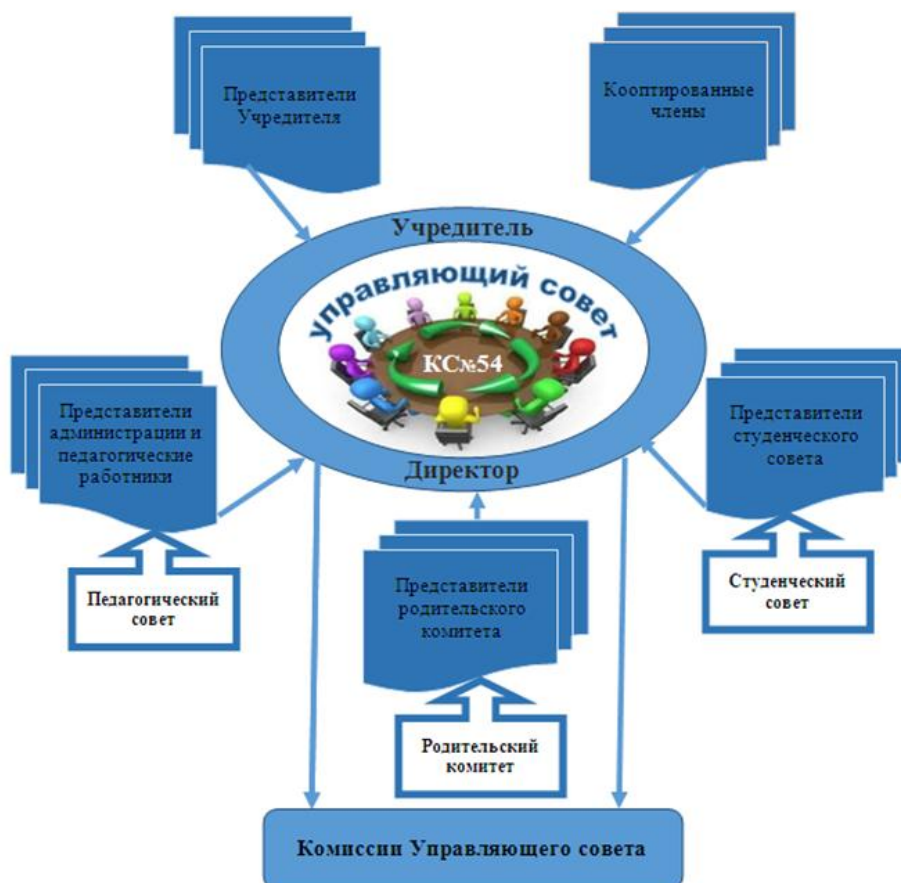 Представители
Учредителя
Кооптированные
члены
Учредитель
управляющий совет
КС№54
Директор
Представители
администрации и
педагогические
работники
Представители
студенческого
совета
Педагогический
совет
Представители
родительского
комитета
Студенческий
совет
Родительский
комитет
Комиссии Управляющего совета